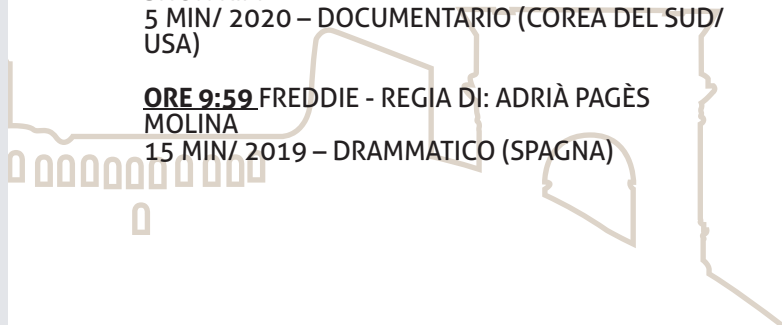 5 MIN/ 2020 – DOCUMENTARIO (COREA DEL SUD/
USA)
ORE 9:59 FREDDIE - REGIA DI: ADRIÀ PAGÈS
MOLINA
15 MIN/ 2019 – DRAMMATICO (SPAGNA)